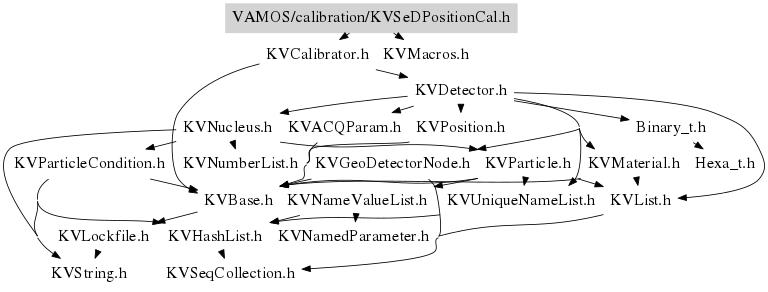 VAMOS/calibration/KVSeDPositionCal.h
KVCalibrator.h KVMacros.h
KVDetector.h
KVNucleus.h KVACQParam.h KVPosition.h Binary_t.h
KVParticleCondition.h KVNumberList.h KVGeoDetectorNode.h KVParticle.h KVMaterial.h Hexa_t.h
KVBase.h KVNameValueList.h KVUniqueNameList.h KVList.h
KVLockfile.h KVHashList.h KVNamedParameter.h
KVString.h KVSeqCollection.h